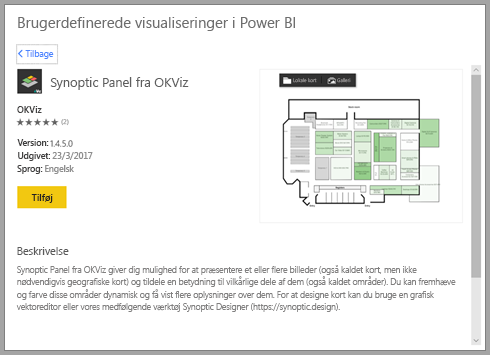 Brugerdefinerede visualiseringer i Power BI
Tilbage
Synoptic Panel fra OKViz
OKViz
(2)
Version: 1.4.5.0
Udgivet: 23/3/2017
Sprog: Engelsk
Tilføj
Lokale kort
Galleri
Beskrivelse
Synoptic Panel fra OKViz giver dig mulighed for at præsentere et eller flere billeder (også kaldet kort, men ikke
nødvendigvis geografiske kort) og tildele en betydning til vilkårlige dele af dem (også kaldet områder). Du kan fremhæve
og farve disse områder dynamisk og få vist flere oplysninger over dem. For at designe kort kan du bruge en grafisk
vektoreditor eller vores medfølgende værktøj Synoptic Designer (https://synoptic.design).